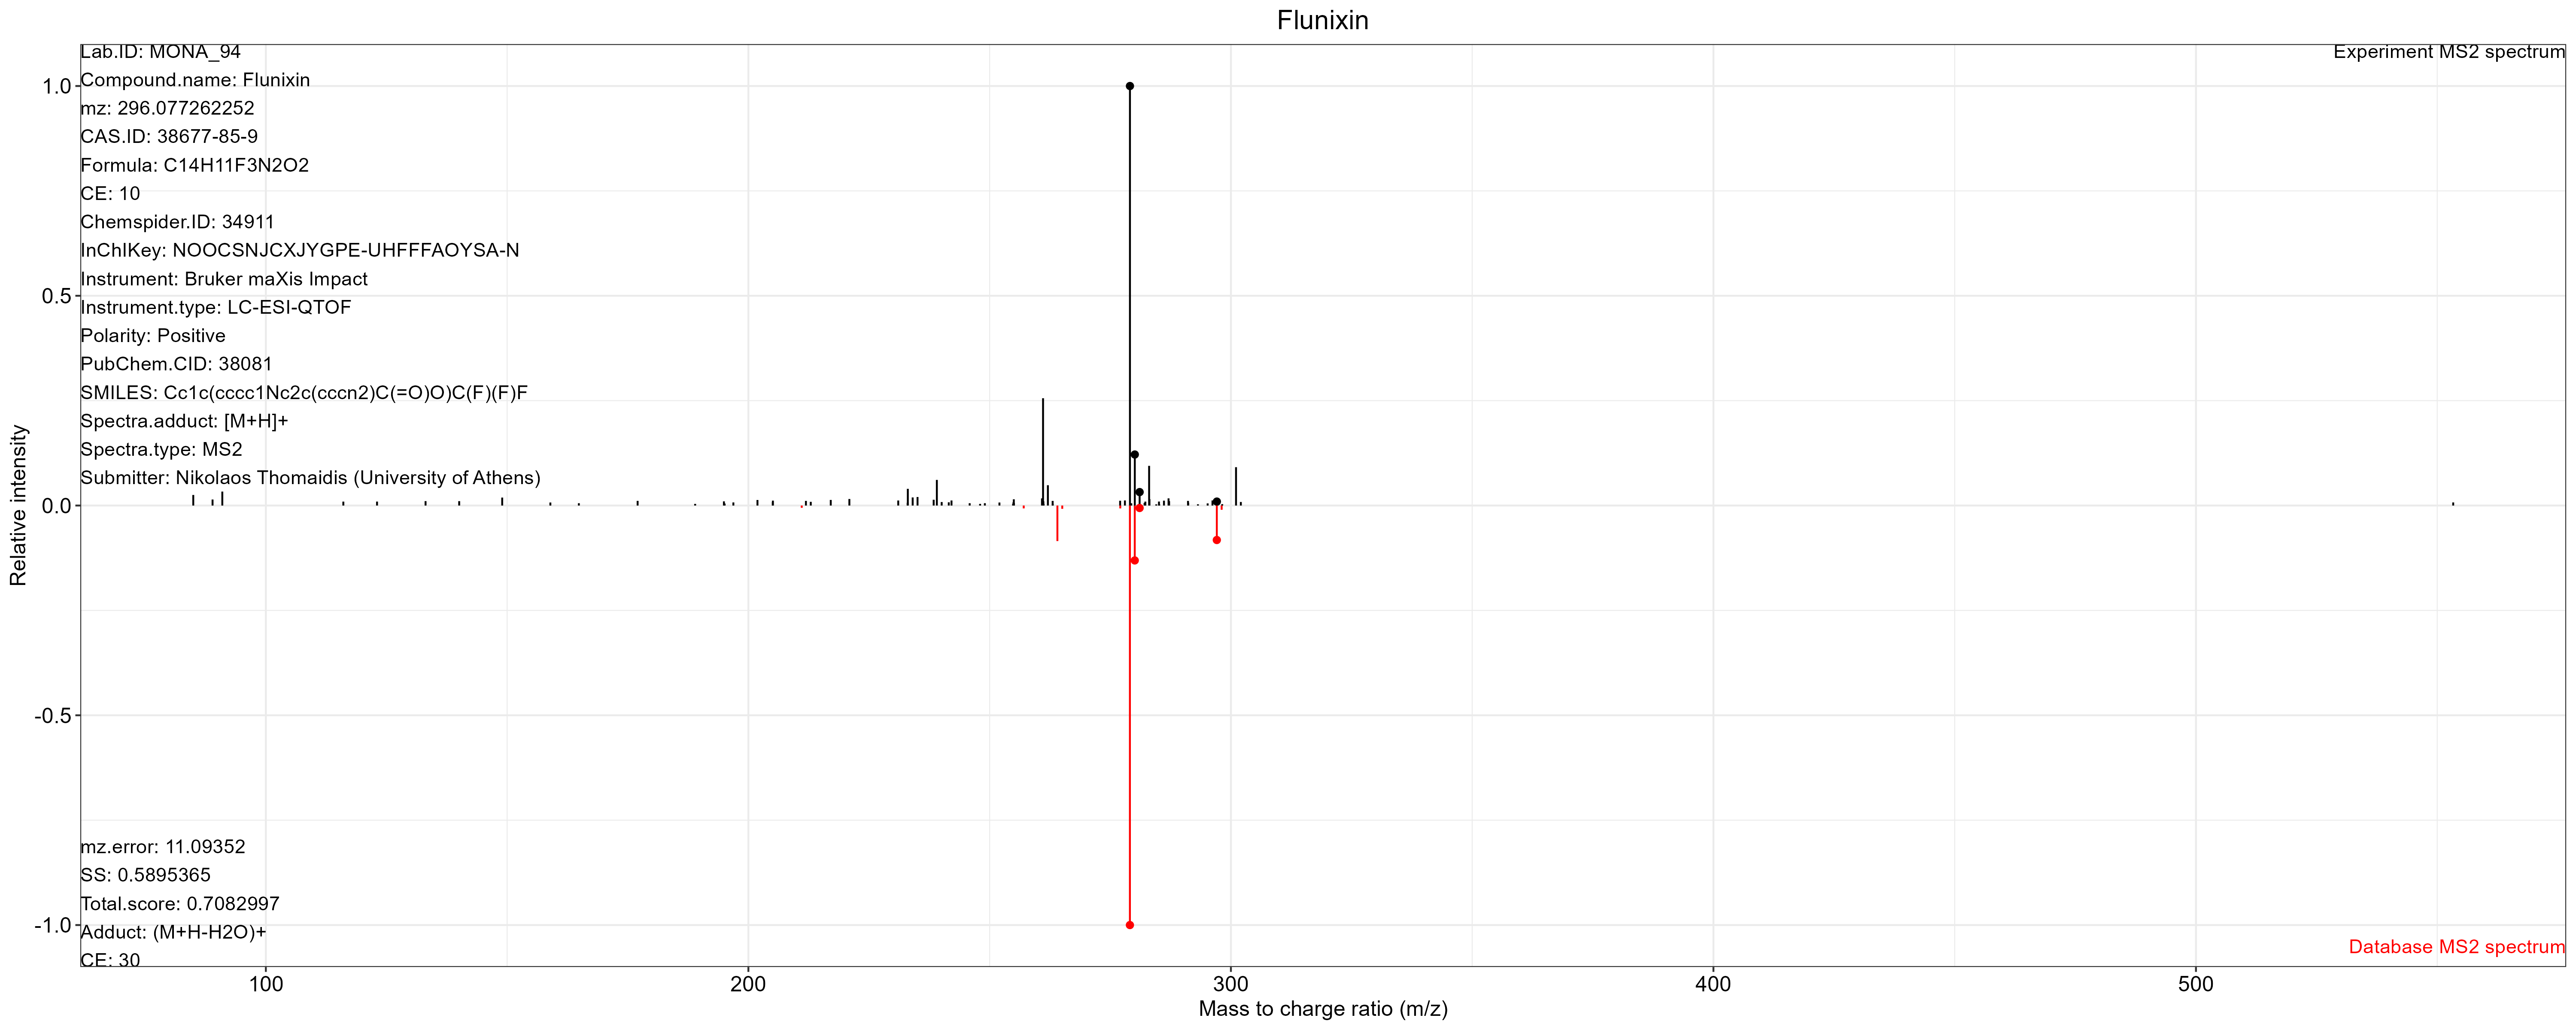 Flunixin
Lab.ID: MONA_94
Experiment MS2 spectrum
Compound.name: Flunixin
mz: 296.077262252
CAS.ID: 38677-85-9
Formula: C14H11F3N2O2
CE: 10
Chemspider.ID: 34911
InChIKey: NOOCSNJCXJYGPE-UHFFFAOYSA-N
Instrument: Bruker maXis Impact
Instrument.type: LC-ESI-QTOF
Polarity: Positive
PubChem.CID: 38081
SMILES: Cc1c(cccc1Nc2c(cccn2)C(=O)O)C(F)(F)F
Spectra.adduct: [M+H]+
Spectra.type: MS2
Submitter: Nikolaos Thomaidis (University of Athens)
mz.error: 11.09352
SS: 0.5895365
Total.score: 0.7082997
Adduct: (M+H-H2O)+
CE: 30
Database MS2 spectrum
1.0
0.5
0.0
-0.5
-1.0
Relative intensity
100 200 300 400 500
Mass to charge ratio (m/z)